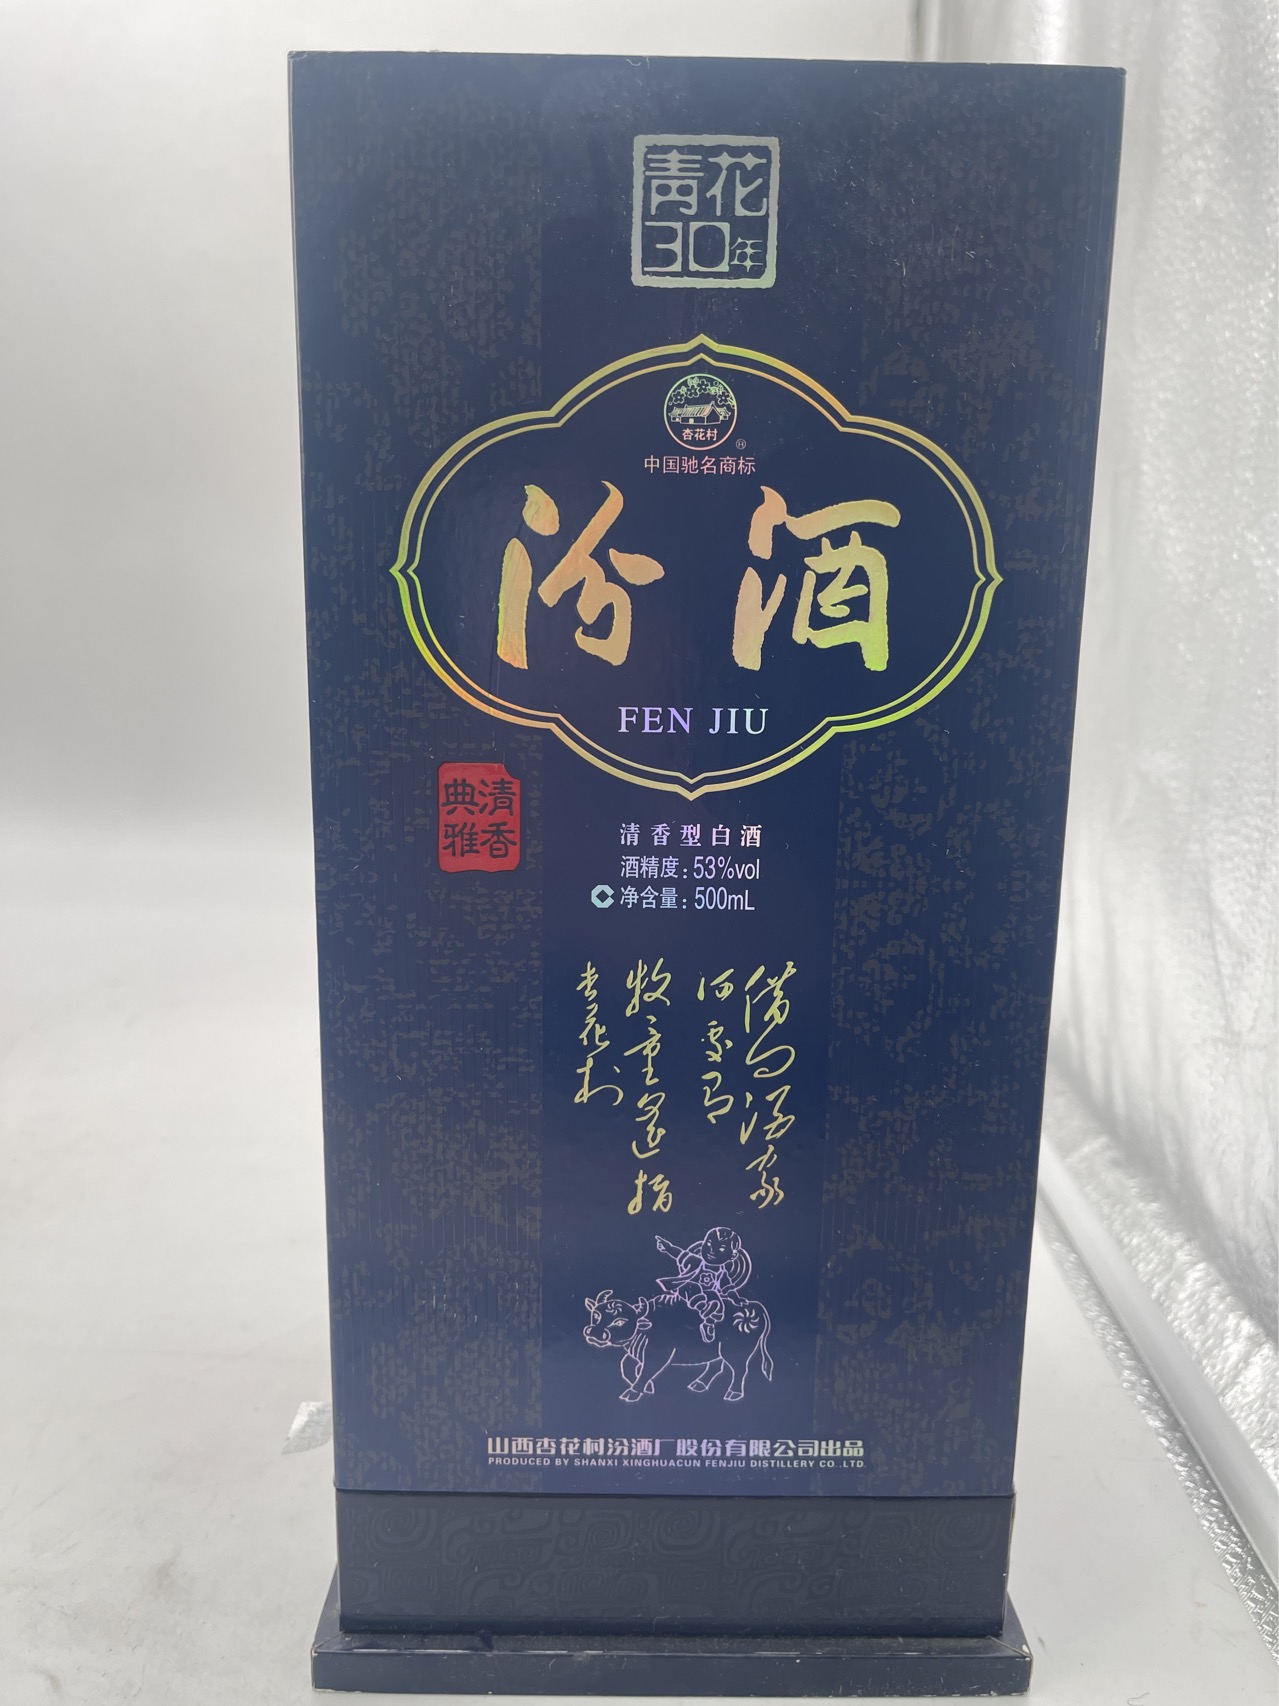 青花
30年
杏花村
中国驰名商标
汾酒
FEN JIU
清香
典雅
清香型白酒
酒精度：53%vol
净含量：500mL
借问酒家
何处有
牧童遥指
杏花村
山西杏花村汾酒厂股份有限公司出品
PRODUCED BY SHANXI XINGHUACUN FENJIU DISTILLERY CO.,LTD.